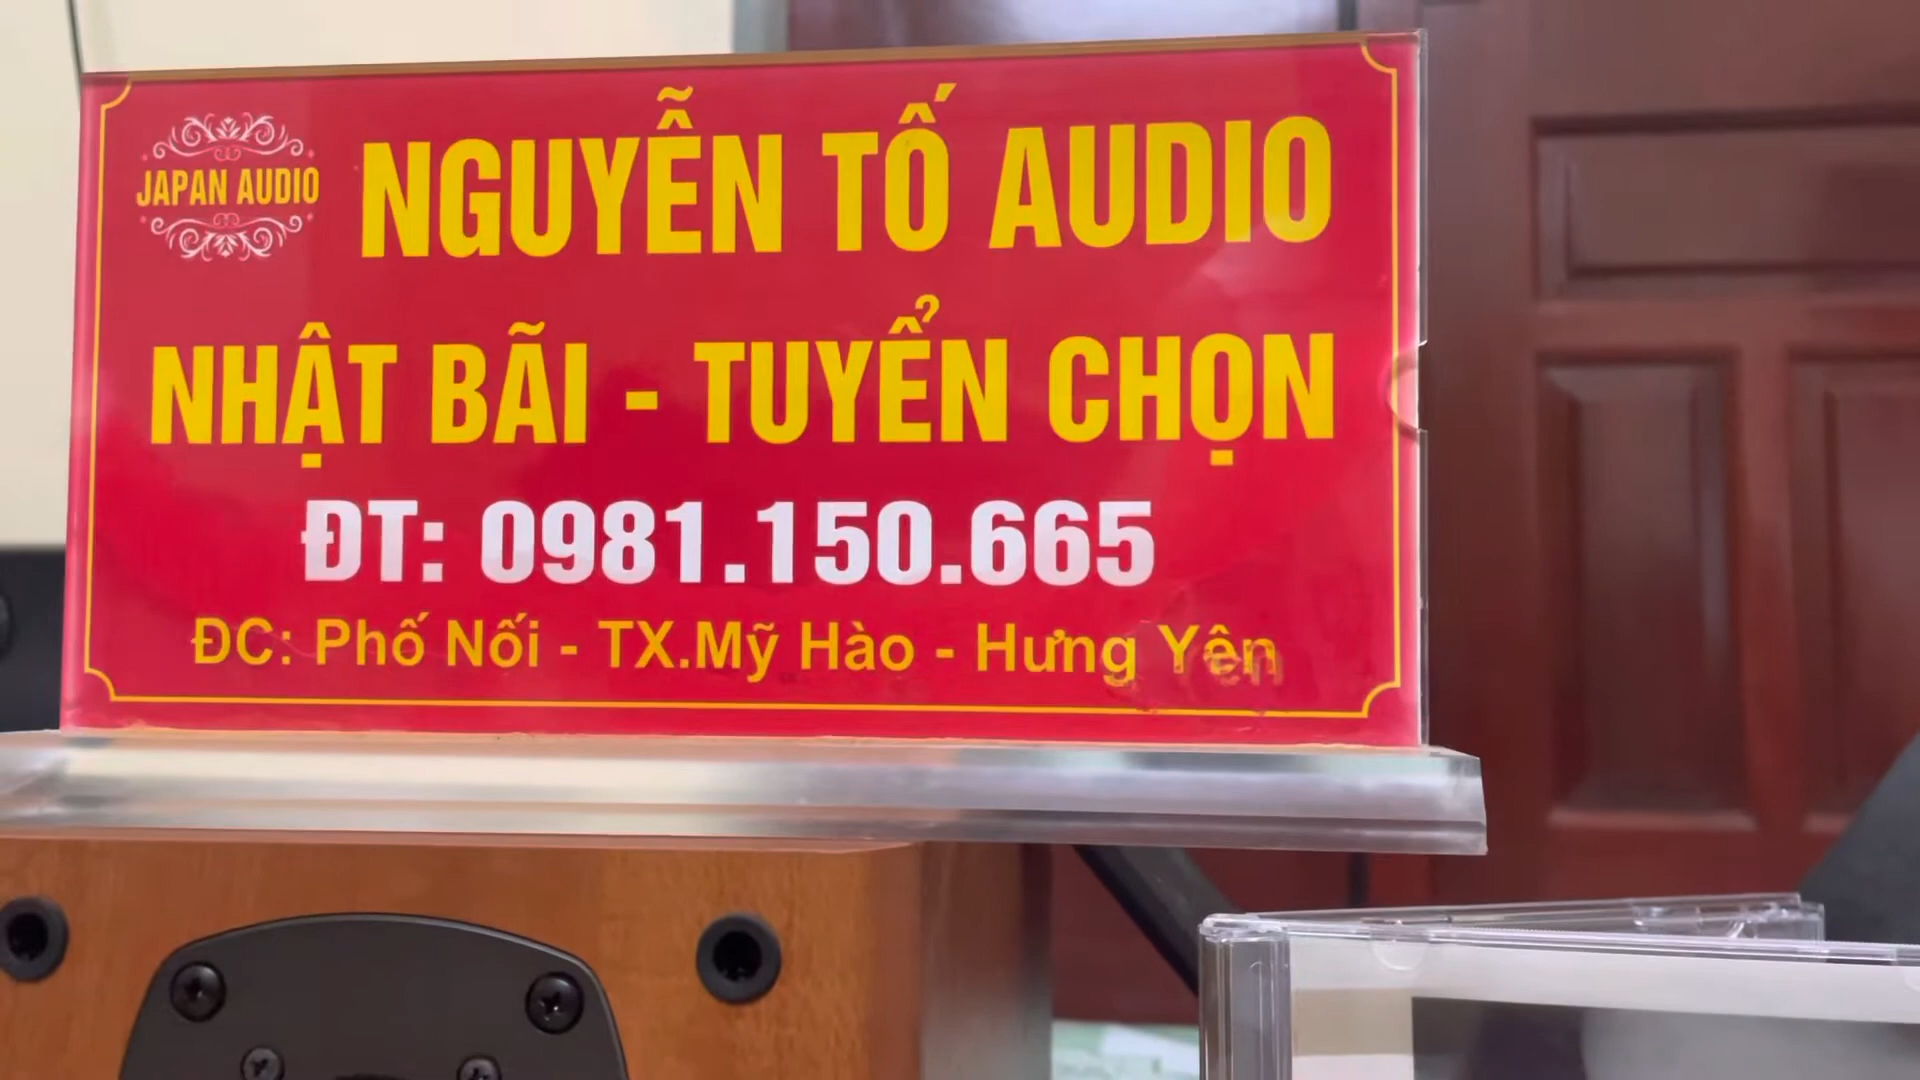 JAPAN AUDIO
NGUYỄN TỐ AUDIO
NHẬT BÃI - TUYỂN CHỌN
ĐT: 0981.150.665
ĐC: Phố Nối - TX.Mỹ Hào - Hưng Yên